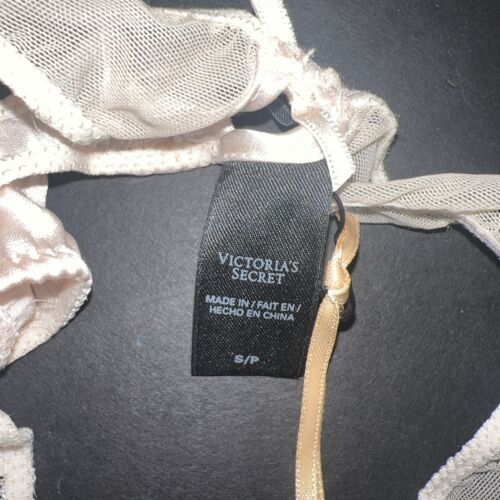 VICTORIA'S
SECRET
MADE IN / FAIT EN /
HECHO EN CHINA
S/P